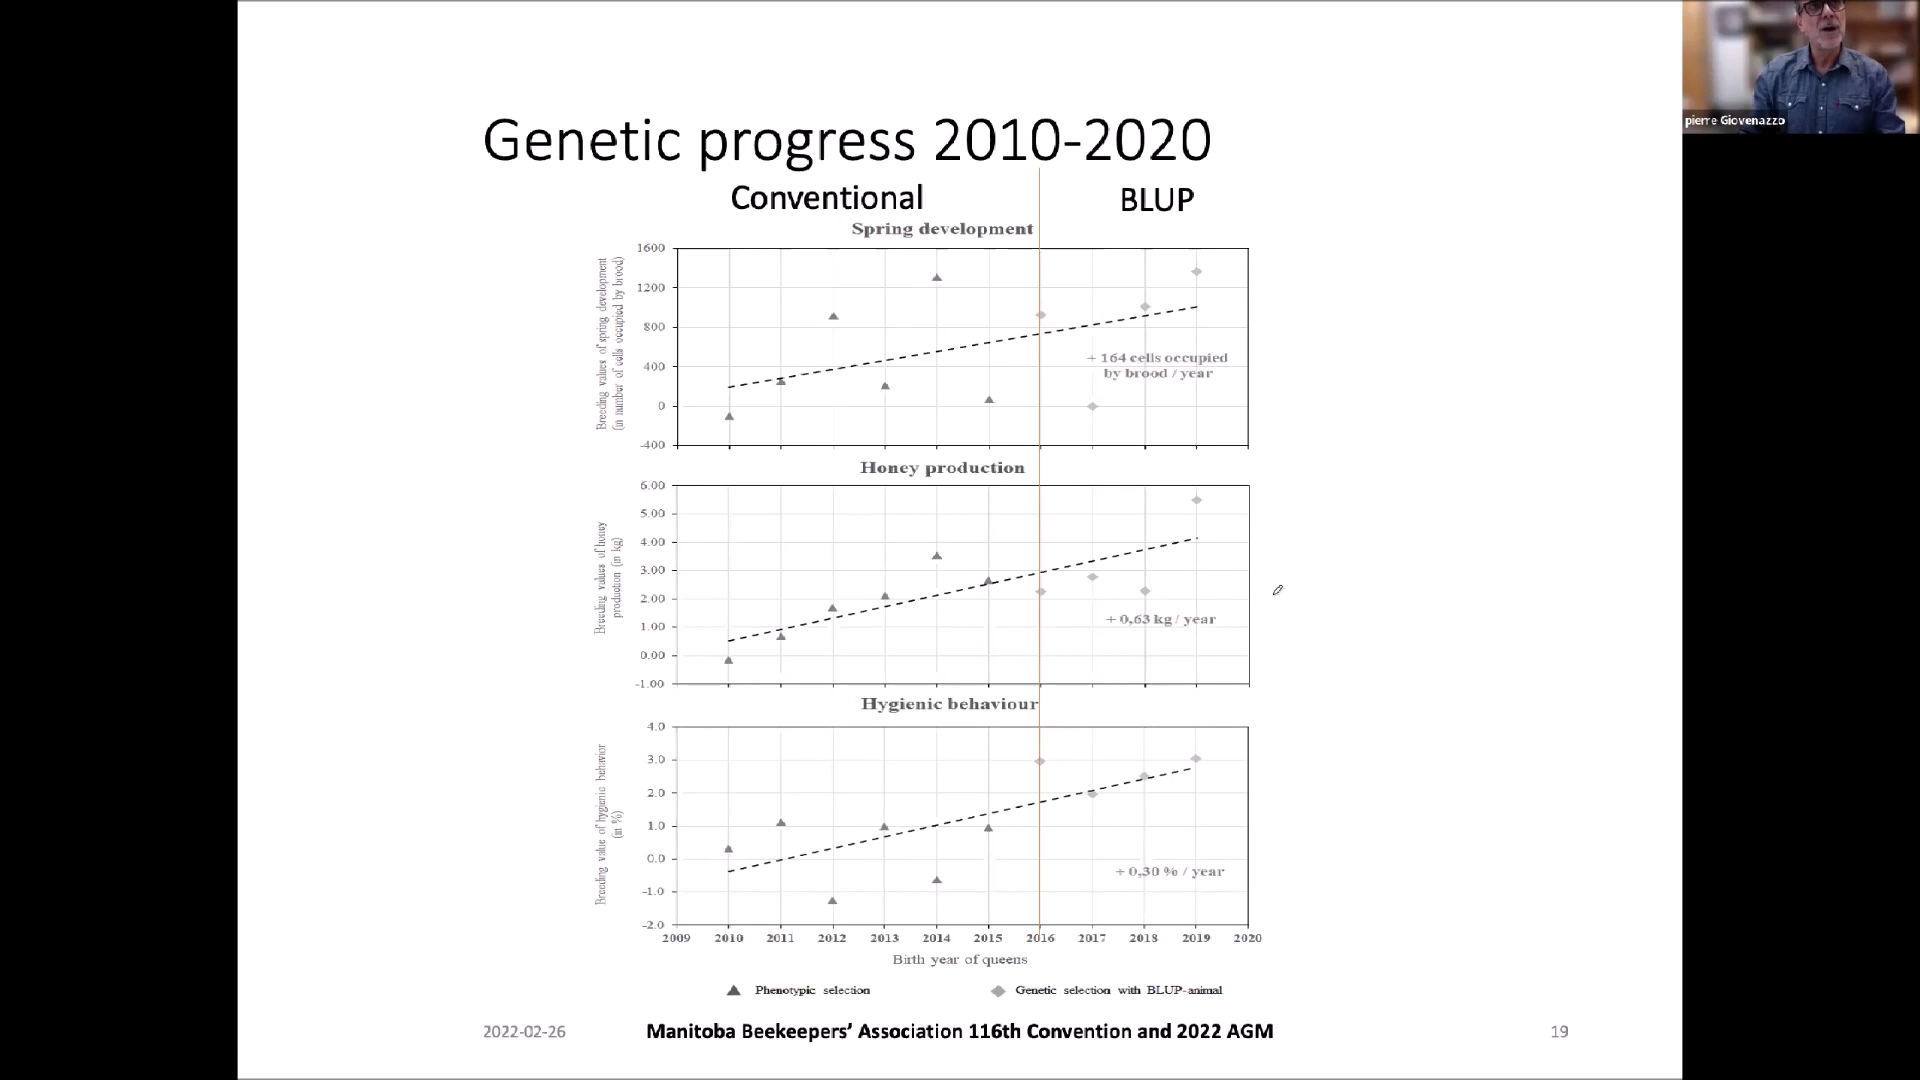 pierre Giovenazzo
Genetic progress 2010-2020
Conventional
BLUP
Spring development
Breeding values of spring development
(in number of cells occupied by brood)
1600
1200
800
400
0
-400
+ 164 cells occupied
by brood / year
Honey production
Breeding values of honey
production (in kg)
6.00
5.00
4.00
3.00
2.00
1.00
0.00
-1.00
+ 0,63 kg / year
Hygienic behaviour
Breeding value of hygienic behavior
(in %)
4.0
3.0
2.0
1.0
0.0
-1.0
-2.0
+ 0,30 % / year
2009 2010 2011 2012 2013 2014 2015 2016 2017 2018 2019 2020
Birth year of queens
Phenotypic selection
Genetic selection with BLUP-animal
2022-02-26
Manitoba Beekeepers' Association 116th Convention and 2022 AGM
19